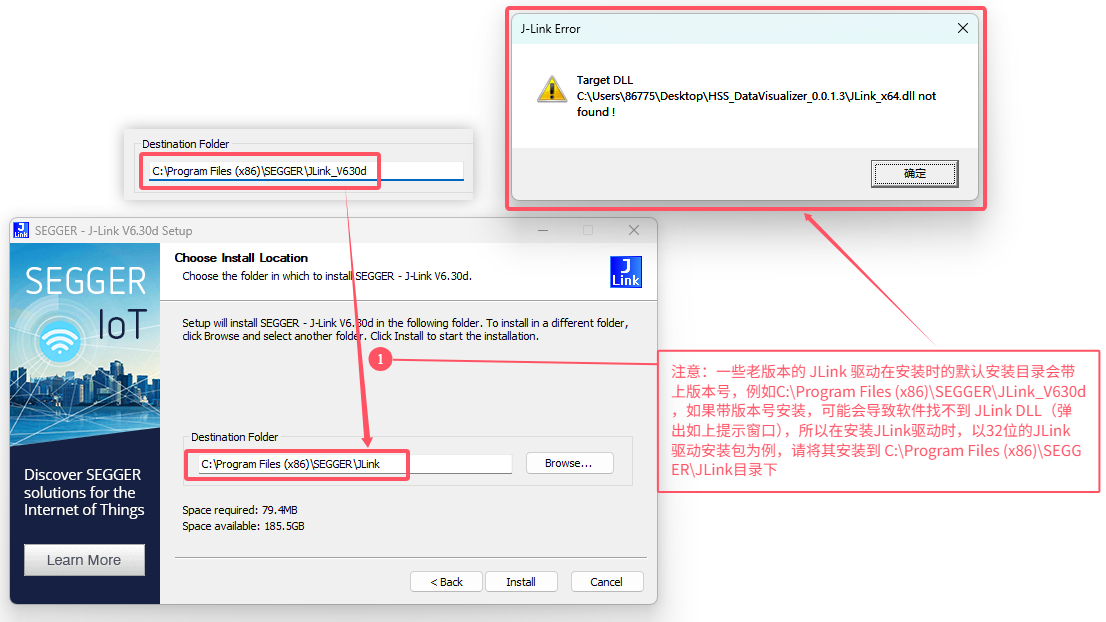 J-Link Error
Target DLL
C:\Users\86775\Desktop\HSS_DataVisualizer_0.0.1.3\JLink_x64.dll not
found !
确定
Destination Folder
C:\Program Files (x86)\SEGGER\JLink_V630d
J
Link
SEGGER - J-Link V6.30d Setup
SEGGER
IoT
Discover SEGGER
solutions for the
Internet of Things
Learn More
Choose Install Location
Choose the folder in which to install SEGGER - J-Link V6.30d.
J
Link
Setup will install SEGGER - J-Link V6.30d in the following folder. To install in a different folder,
click Browse and select another folder. Click Install to start the installation.
1
Destination Folder
C:\Program Files (x86)\SEGGER\JLink
Browse...
Space required: 79.4MB
Space available: 185.5GB
< Back
Install
Cancel
注意：一些老版本的 JLink 驱动在安装时的默认安装目录会带
上版本号，例如C:\Program Files (x86)\SEGGER\JLink_V630d
，如果带版本号安装，可能会导致软件找不到 JLink DLL（弹
出如上提示窗口），所以在安装JLink驱动时，以32位的JLink
驱动安装包为例，请将其安装到 C:\Program Files (x86)\SEGG
ER\JLink目录下